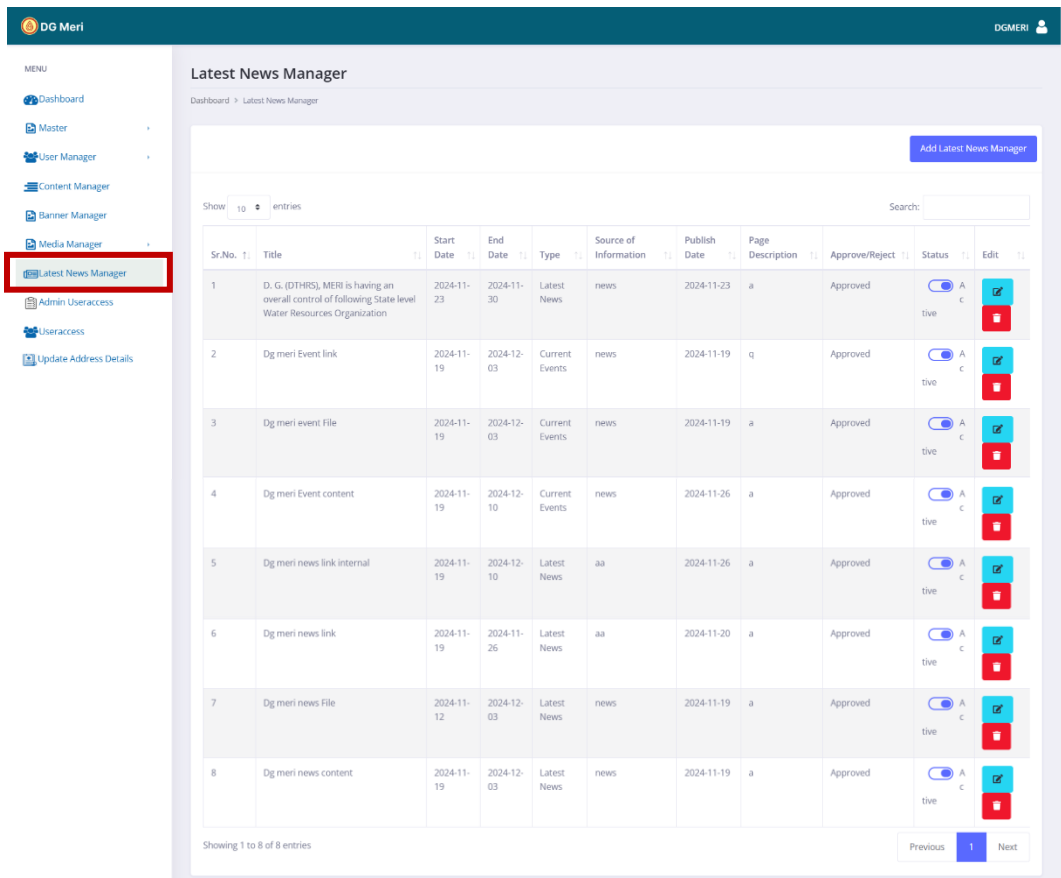 DG Meri
DGMERI
MENU
Dashboard
Master
User Manager
Content Manager
Banner Manager
Media Manager
Latest News Manager
Admin Useraccess
Useraccess
Update Address Details
Latest News Manager
Dashboard > Latest News Manager
Add Latest News Manager
Show 10 entries
Search:
Sr.No. Title Start Date End Date Type Source of Information Publish Date Page Description Approve/Reject Status Edit
1 D. G. (DTHRS), MERI is having an 2024-11- 2024-11- Latest news 2024-11-23 a Approved A
overall control of following State level 23 30 News c
Water Resources Organization tive
2 Dg meri Event link 2024-11- 2024-12- Current news 2024-11-19 q Approved A
19 03 Events c
tive
3 Dg meri event File 2024-11- 2024-12- Current news 2024-11-19 a Approved A
19 03 Events c
tive
4 Dg meri Event content 2024-11- 2024-12- Current news 2024-11-26 a Approved A
19 10 Events c
tive
5 Dg meri news link internal 2024-11- 2024-12- Latest aa 2024-11-26 a Approved A
19 10 News c
tive
6 Dg meri news link 2024-11- 2024-11- Latest aa 2024-11-20 a Approved A
19 26 News c
tive
7 Dg meri news File 2024-11- 2024-12- Latest news 2024-11-19 a Approved A
12 03 News c
tive
8 Dg meri news content 2024-11- 2024-12- Latest news 2024-11-19 a Approved A
19 03 News c
tive
Showing 1 to 8 of 8 entries
Previous 1 Next